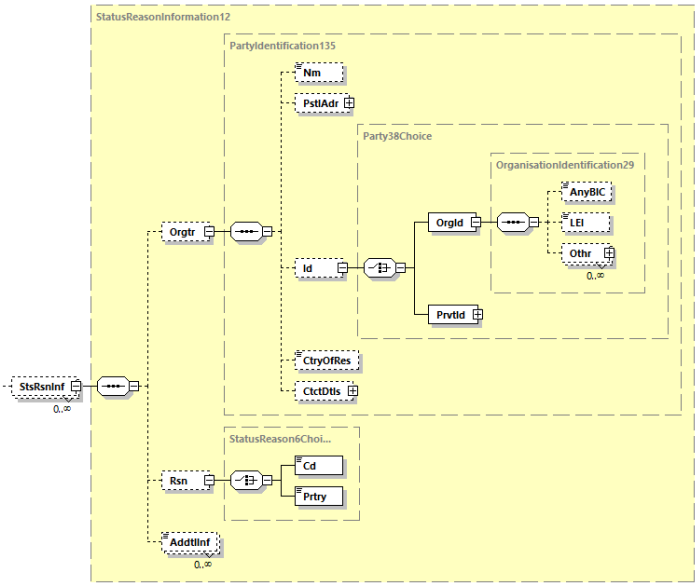 StatusReasonInformation12
PartyIdentification135
Nm
PstlAdr
Party38Choice
OrganisationIdentification29
AnyBIC
Orgtr
OrgId
LEI
Othr
0..∞
Id
PrvtId
CtryOfRes
StsRsnInf
CtctDtls
0..∞
StatusReason6Choi...
Cd
Rsn
Prtry
AddtlInf
0..∞